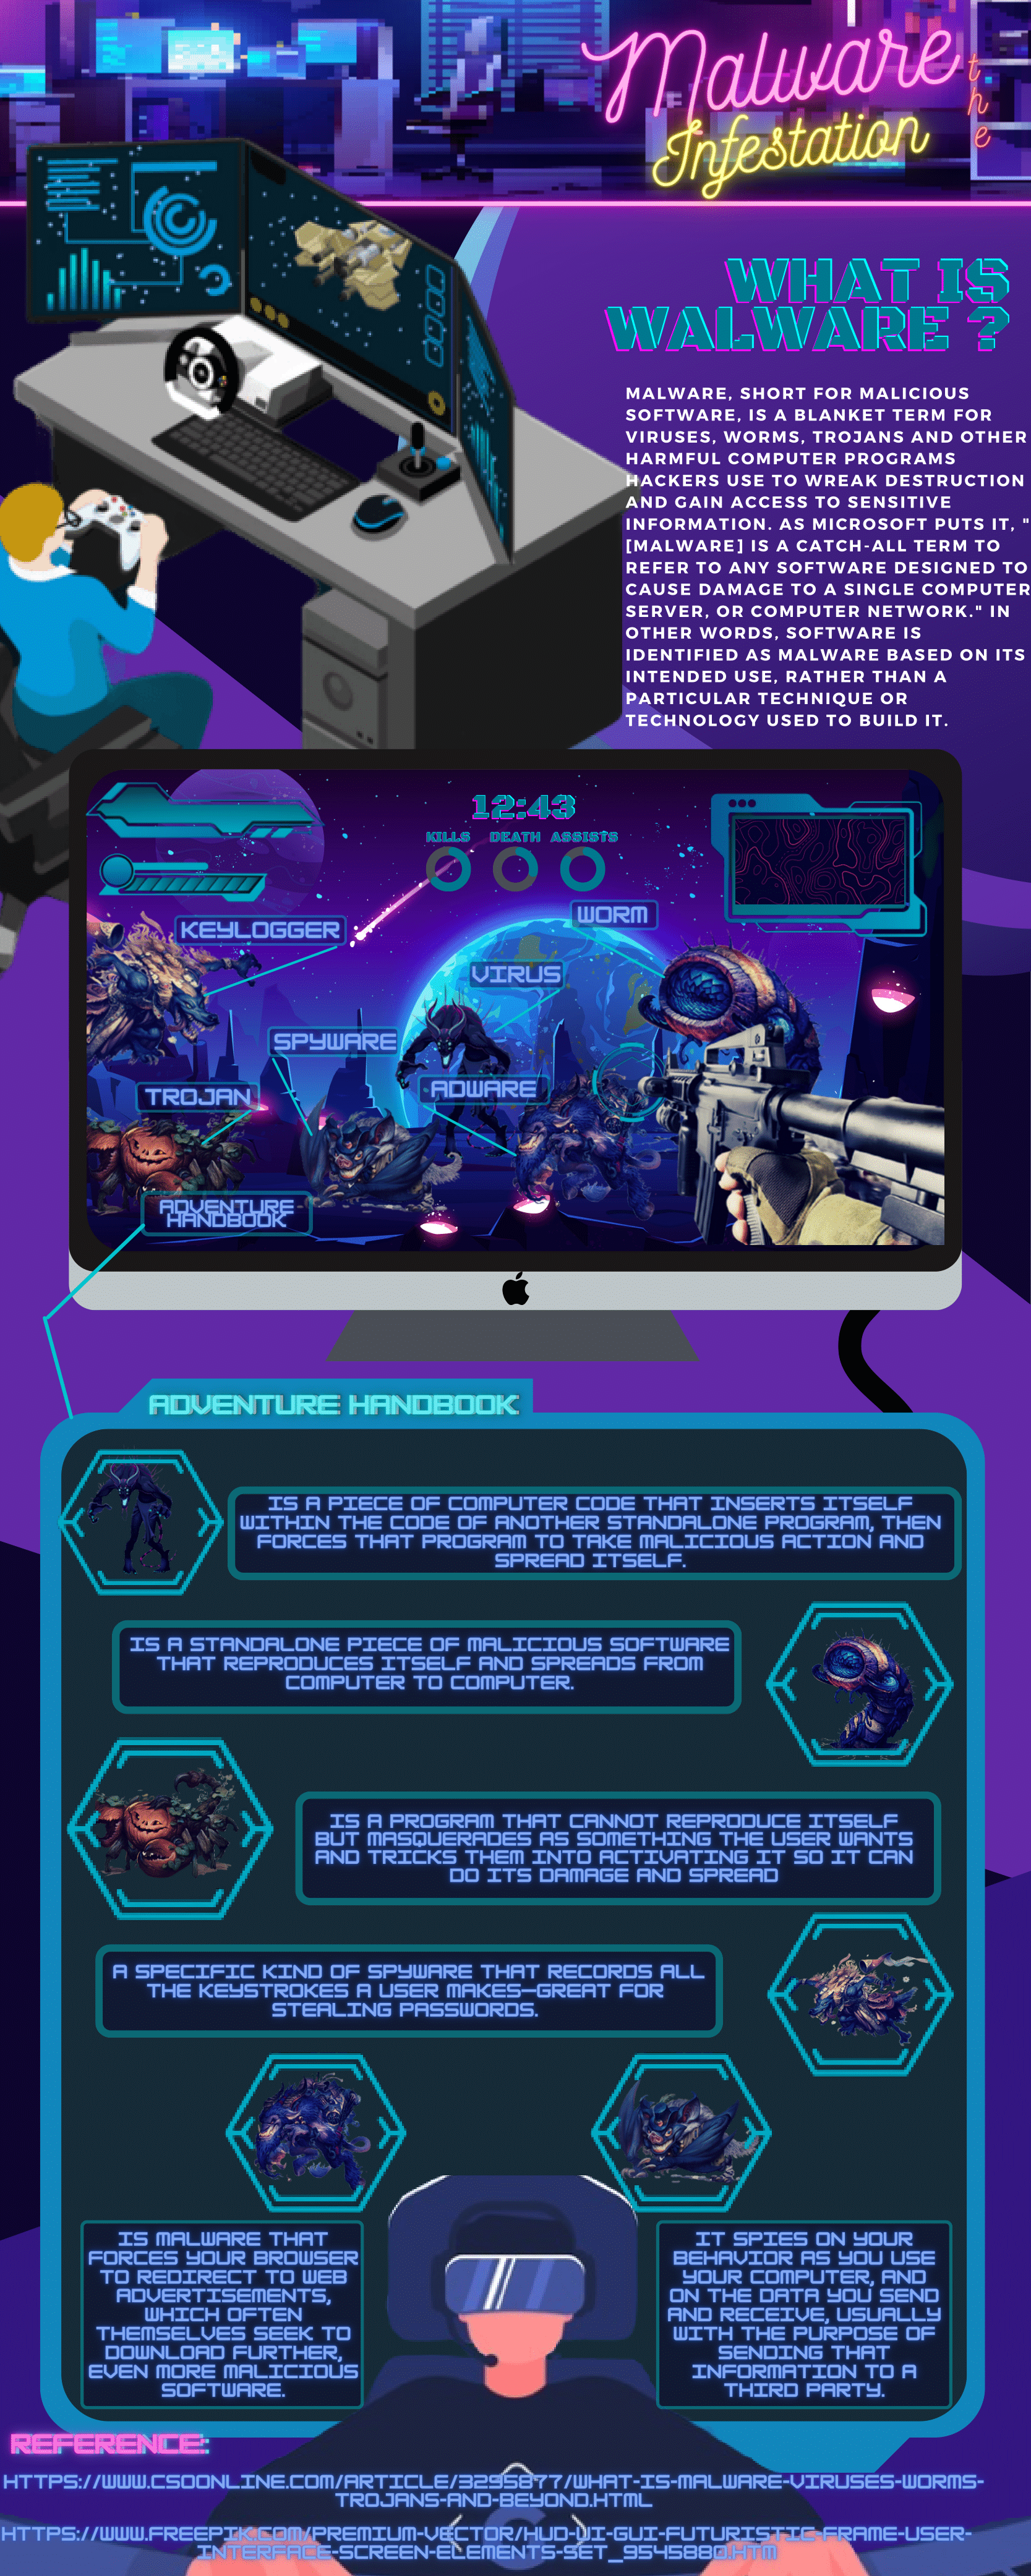 Malware
the
Infestation
WHAT IS
WALWARE ?
MALWARE, SHORT FOR MALICIOUS
SOFTWARE, IS A BLANKET TERM FOR
VIRUSES, WORMS, TROJANS AND OTHER
HARMFUL COMPUTER PROGRAMS
HACKERS USE TO WREAK DESTRUCTION
AND GAIN ACCESS TO SENSITIVE
INFORMATION. AS MICROSOFT PUTS IT, "
[MALWARE] IS A CATCH-ALL TERM TO
REFER TO ANY SOFTWARE DESIGNED TO
CAUSE DAMAGE TO A SINGLE COMPUTER
SERVER, OR COMPUTER NETWORK." IN
OTHER WORDS, SOFTWARE IS
IDENTIFIED AS MALWARE BASED ON ITS
INTENDED USE, RATHER THAN A
PARTICULAR TECHNIQUE OR
TECHNOLOGY USED TO BUILD IT.
12:43
KILLS DEATH ASSISTS
WORM
KEYLOGGER
VIRUS
SPYWARE
ADWARE
TROJAN
ADVENTURE
HANDBOOK
ADVENTURE HANDBOOK
IS A PIECE OF COMPUTER CODE THAT INSERTS ITSELF
WITHIN THE CODE OF ANOTHER STANDALONE PROGRAM, THEN
FORCES THAT PROGRAM TO TAKE MALICIOUS ACTION AND
SPREAD ITSELF.
IS A STANDALONE PIECE OF MALICIOUS SOFTWARE
THAT REPRODUCES ITSELF AND SPREADS FROM
COMPUTER TO COMPUTER.
IS A PROGRAM THAT CANNOT REPRODUCE ITSELF
BUT MASQUERADES AS SOMETHING THE USER WANTS
AND TRICKS THEM INTO ACTIVATING IT SO IT CAN
DO ITS DAMAGE AND SPREAD
A SPECIFIC KIND OF SPYWARE THAT RECORDS ALL
THE KEYSTROKES A USER MAKES—GREAT FOR
STEALING PASSWORDS.
IS MALWARE THAT
FORCES YOUR BROWSER
TO REDIRECT TO WEB
ADVERTISEMENTS,
WHICH OFTEN
THEMSELVES SEEK TO
DOWNLOAD FURTHER,
EVEN MORE MALICIOUS
SOFTWARE.
IT SPIES ON YOUR
BEHAVIOR AS YOU USE
YOUR COMPUTER, AND
ON THE DATA YOU SEND
AND RECEIVE, USUALLY
WITH THE PURPOSE OF
SENDING THAT
INFORMATION TO A
THIRD PARTY.
REFERENCE:
HTTPS://WWW.CSOONLINE.COM/ARTICLE/3295877/WHAT-IS-MALWARE-VIRUSES-WORMS-
TROJANS-AND-BEYOND.HTML
HTTPS://WWW.FREEPIK.COM/PREMIUM-VECTOR/HUD-UI-GUI-FUTURISTIC-FRAME-USER-
INTERFACE-SCREEN-ELEMENTS-SET_9545880.HTM